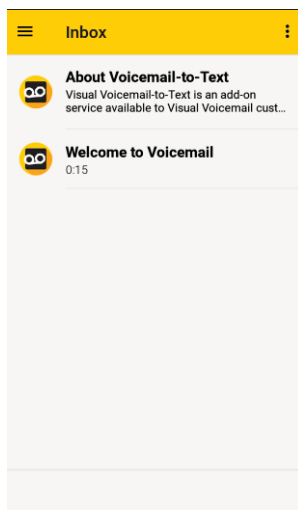 Inbox
About Voicemail-to-Text
Visual Voicemail-to-Text is an add-on
service available to Visual Voicemail cust...
Welcome to Voicemail
0:15